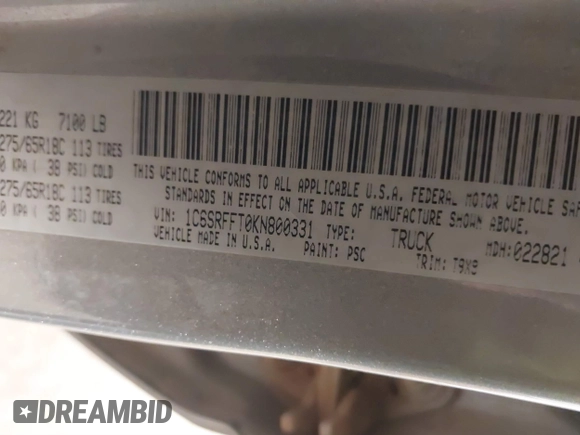 221 KG 7100 LB
275/65R18C 113 TIRES
0 KPA ( 38 PSI) COLD
275/65R18C 113 TIRES
0 KPA ( 38 PSI) COLD
THIS VEHICLE CONFORMS TO ALL APPLICABLE U.S.A. FEDERAL MOTOR VEHICLE SAF
STANDARDS IN EFFECT ON THE DATE OF MANUFACTURE SHOWN ABOVE.
VIN: 1C6SRFFT0KN800331 TYPE: TRUCK
VEHICLE MADE IN U.S.A. PAINT: PSC TRIM: T9X9 MDH:022821
DREAMBID